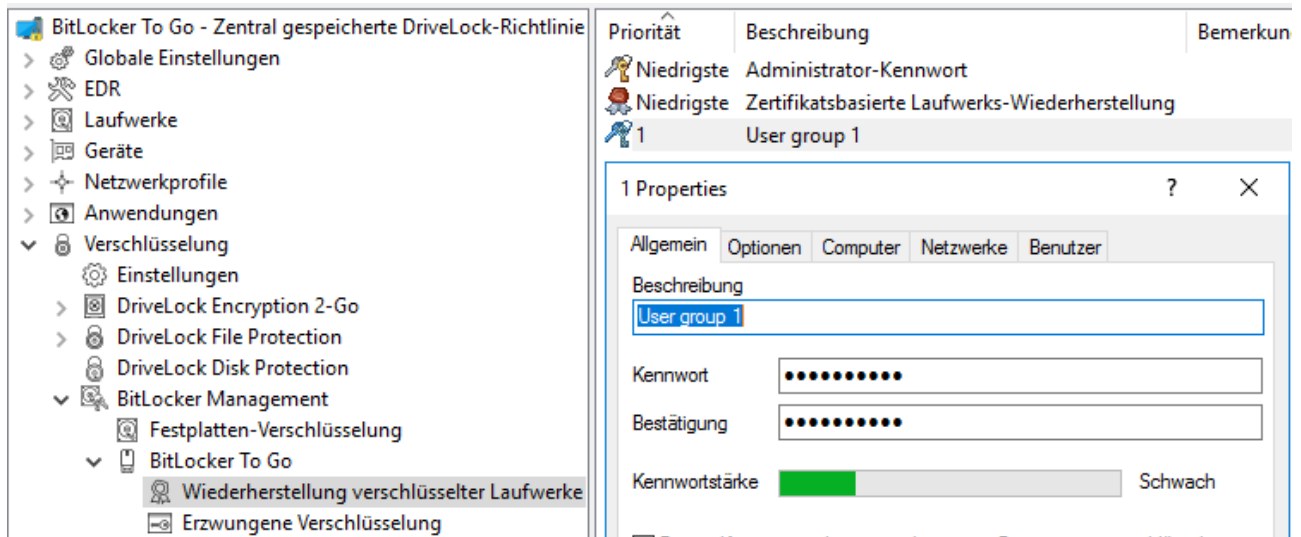 BitLocker To Go - Zentral gespeicherte DriveLock-Richtlinie
Globale Einstellungen
EDR
Laufwerke
Geräte
Netzwerkprofile
Anwendungen
Verschlüsselung
Einstellungen
DriveLock Encryption 2-Go
DriveLock File Protection
DriveLock Disk Protection
BitLocker Management
Festplatten-Verschlüsselung
BitLocker To Go
Wiederherstellung verschlüsselter Laufwerke
Erzwungene Verschlüsselung
Priorität Beschreibung Bemerkun
Niedrigste Administrator-Kennwort
Niedrigste Zertifikatsbasierte Laufwerks-Wiederherstellung
1 User group 1
1 Properties ? ×
Allgemein Optionen Computer Netzwerke Benutzer
Beschreibung
User group 1
Kennwort ●●●●●●●●●●
Bestätigung ●●●●●●●●●●
Kennwortstärke Schwach